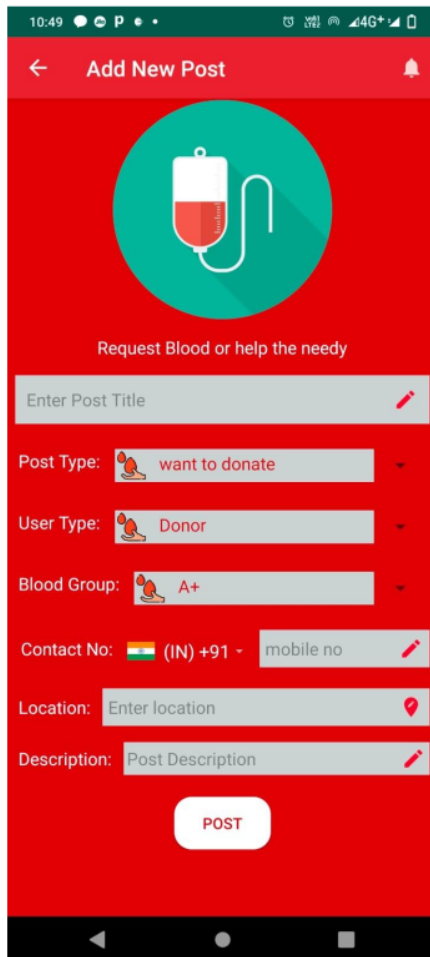 10:49
4G+
Add New Post
Request Blood or help the needy
Enter Post Title
Post Type: want to donate
User Type: Donor
Blood Group: A+
Contact No: (IN) +91 mobile no
Location: Enter location
Description: Post Description
POST